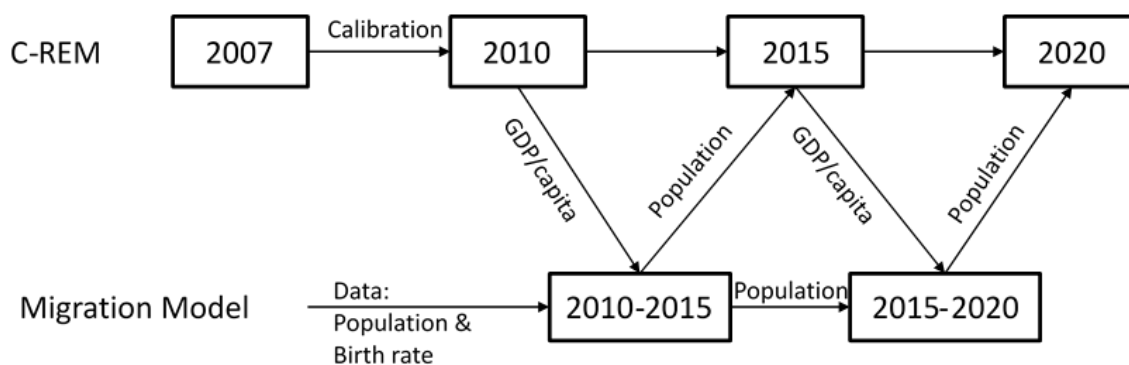 C-REM
2007
Calibration
2010
2015
2020
GDP/capita
Population
GDP/capita
Population
Migration Model
Data:
Population &
Birth rate
2010-2015
Population
2015-2020